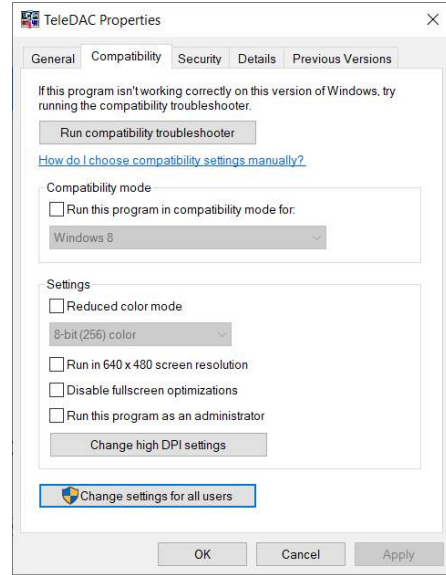 TeleDAC Properties
General Compatibility Security Details Previous Versions
If this program isn't working correctly on this version of Windows, try
running the compatibility troubleshooter.
Run compatibility troubleshooter
How do I choose compatibility settings manually?
Compatibility mode
Run this program in compatibility mode for:
Windows 8
Settings
Reduced color mode
8-bit (256) color
Run in 640 x 480 screen resolution
Disable fullscreen optimizations
Run this program as an administrator
Change high DPI settings
Change settings for all users
OK Cancel Apply